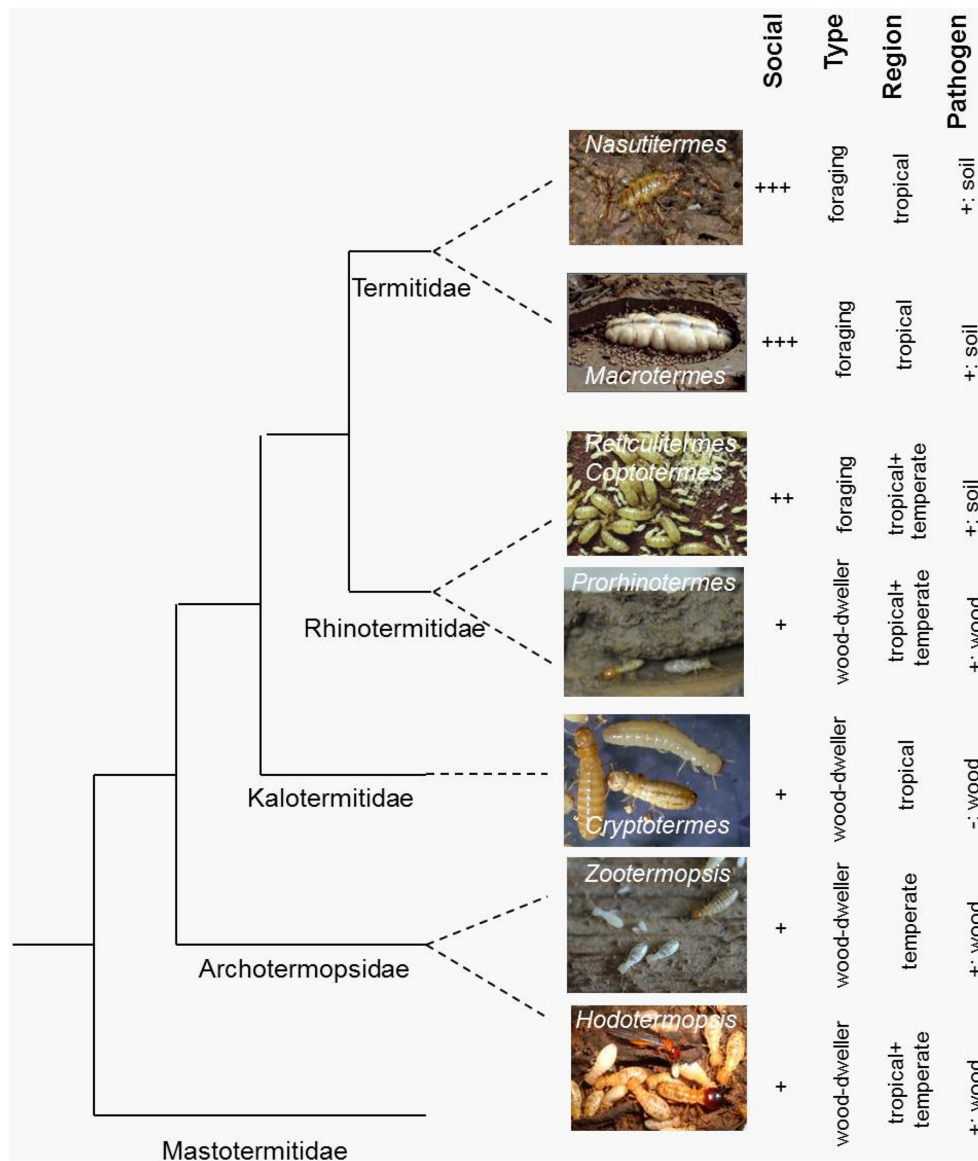 Social
Type
Region
Pathogen
Nasutitermes
+++
foraging
tropical
+: soil
Termitidae
Macrotermes
+++
foraging
tropical
+: soil
Reticulitermes
Coptotermes
++
foraging
tropical+
temperate
+: soil
Rhinotermitidae
Prorhinotermes
+
wood-dweller
tropical+
temperate
+: wood
Kalotermitidae
Cryptotermes
+
wood-dweller
tropical
-: wood
Archotermopsidae
Zootermopsis
+
wood-dweller
temperate
+: wood
Hodotermopsis
+
wood-dweller
tropical+
temperate
+: wood
Mastotermitidae